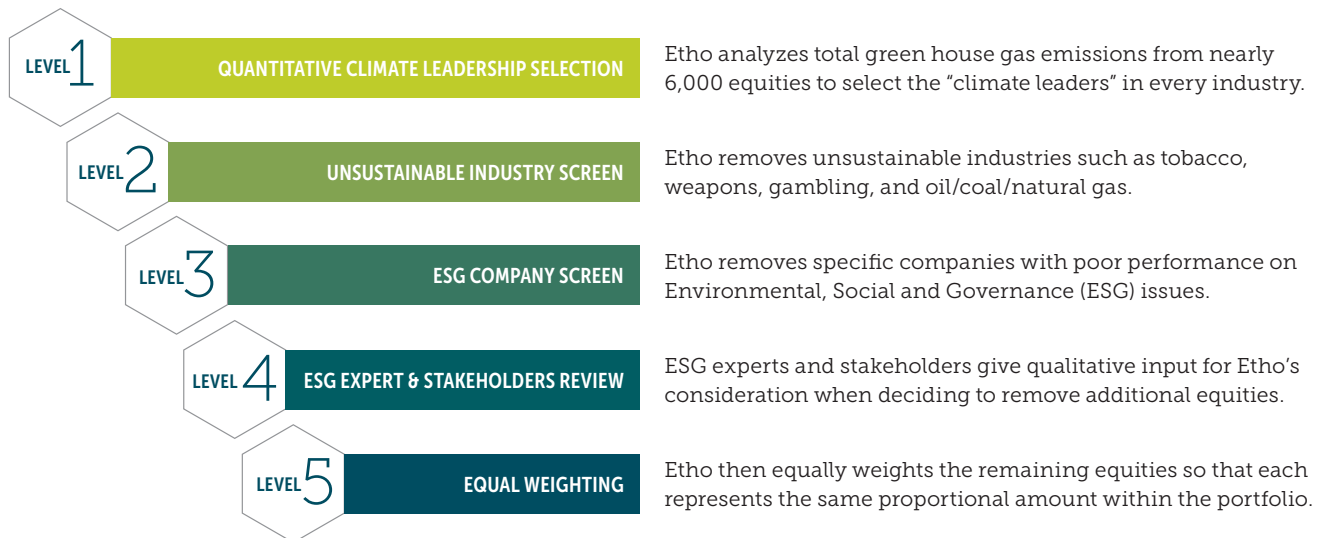 LEVEL 1
QUANTITATIVE CLIMATE LEADERSHIP SELECTION
Etho analyzes total green house gas emissions from nearly
6,000 equities to select the “climate leaders” in every industry.
LEVEL 2
UNSUSTAINABLE INDUSTRY SCREEN
Etho removes unsustainable industries such as tobacco,
weapons, gambling, and oil/coal/natural gas.
LEVEL 3
ESG COMPANY SCREEN
Etho removes specific companies with poor performance on
Environmental, Social and Governance (ESG) issues.
LEVEL 4
ESG EXPERT & STAKEHOLDERS REVIEW
ESG experts and stakeholders give qualitative input for Etho’s
consideration when deciding to remove additional equities.
LEVEL 5
EQUAL WEIGHTING
Etho then equally weights the remaining equities so that each
represents the same proportional amount within the portfolio.